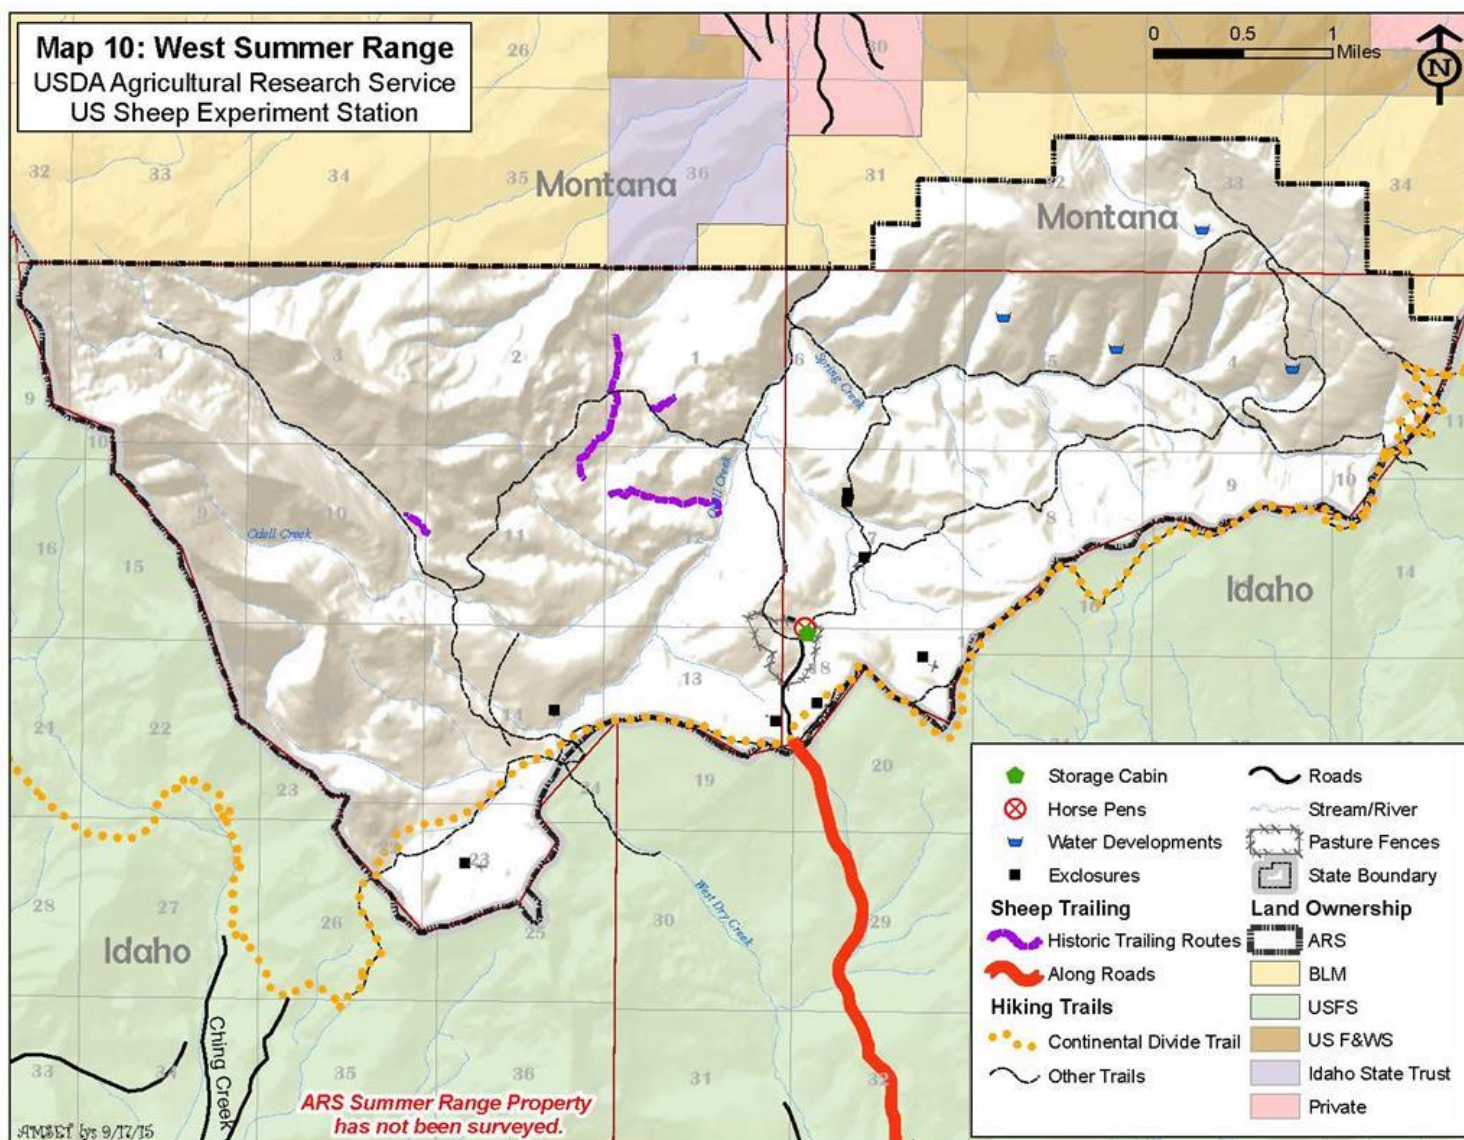 Map 10: West Summer Range
USDA Agricultural Research Service
US Sheep Experiment Station
0 0.5 1
Miles
N
26
30
32
33
34
35
36
31
33
34
Montana
Montana
4
3
2
1
6
5
4
9
10
11
Spring Creek
Odell Creek
16
15
9
10
11
12
7
8
9
10
14
Odell Creek
Idaho
16
21
22
14
13
18
23
24
19
20
23
28
27
26
25
30
29
West Dry Creek
Idaho
33
34
35
36
31
32
Ching Creek
ARS Summer Range Property
has not been surveyed.
AMSET lys 9/17/15
Storage Cabin
Horse Pens
Water Developments
Exclosures
Sheep Trailing
Historic Trailing Routes
Along Roads
Hiking Trails
Continental Divide Trail
Other Trails
Roads
Stream/River
Pasture Fences
State Boundary
Land Ownership
ARS
BLM
USFS
US F&WS
Idaho State Trust
Private